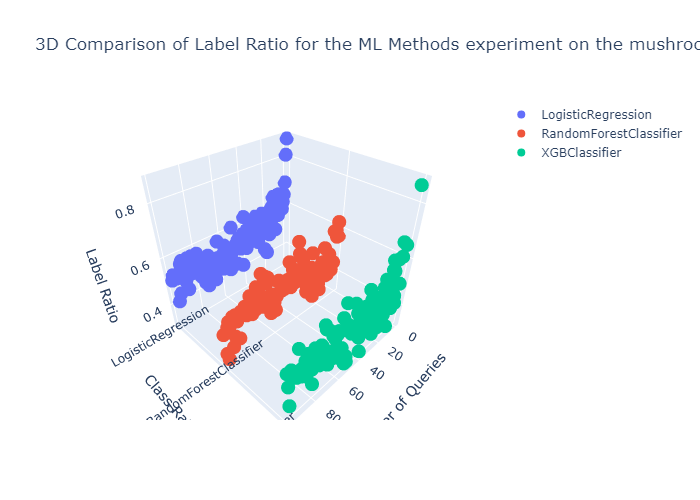 3D Comparison of Label Ratio for the ML Methods experiment on the
LogisticRegression
RandomForestClassifier
XGBClassifier
0.8
0.6
0.4
Label Ratio
LogisticRegression
RandomForestClassifier
0
20
40
60
80
of Queries